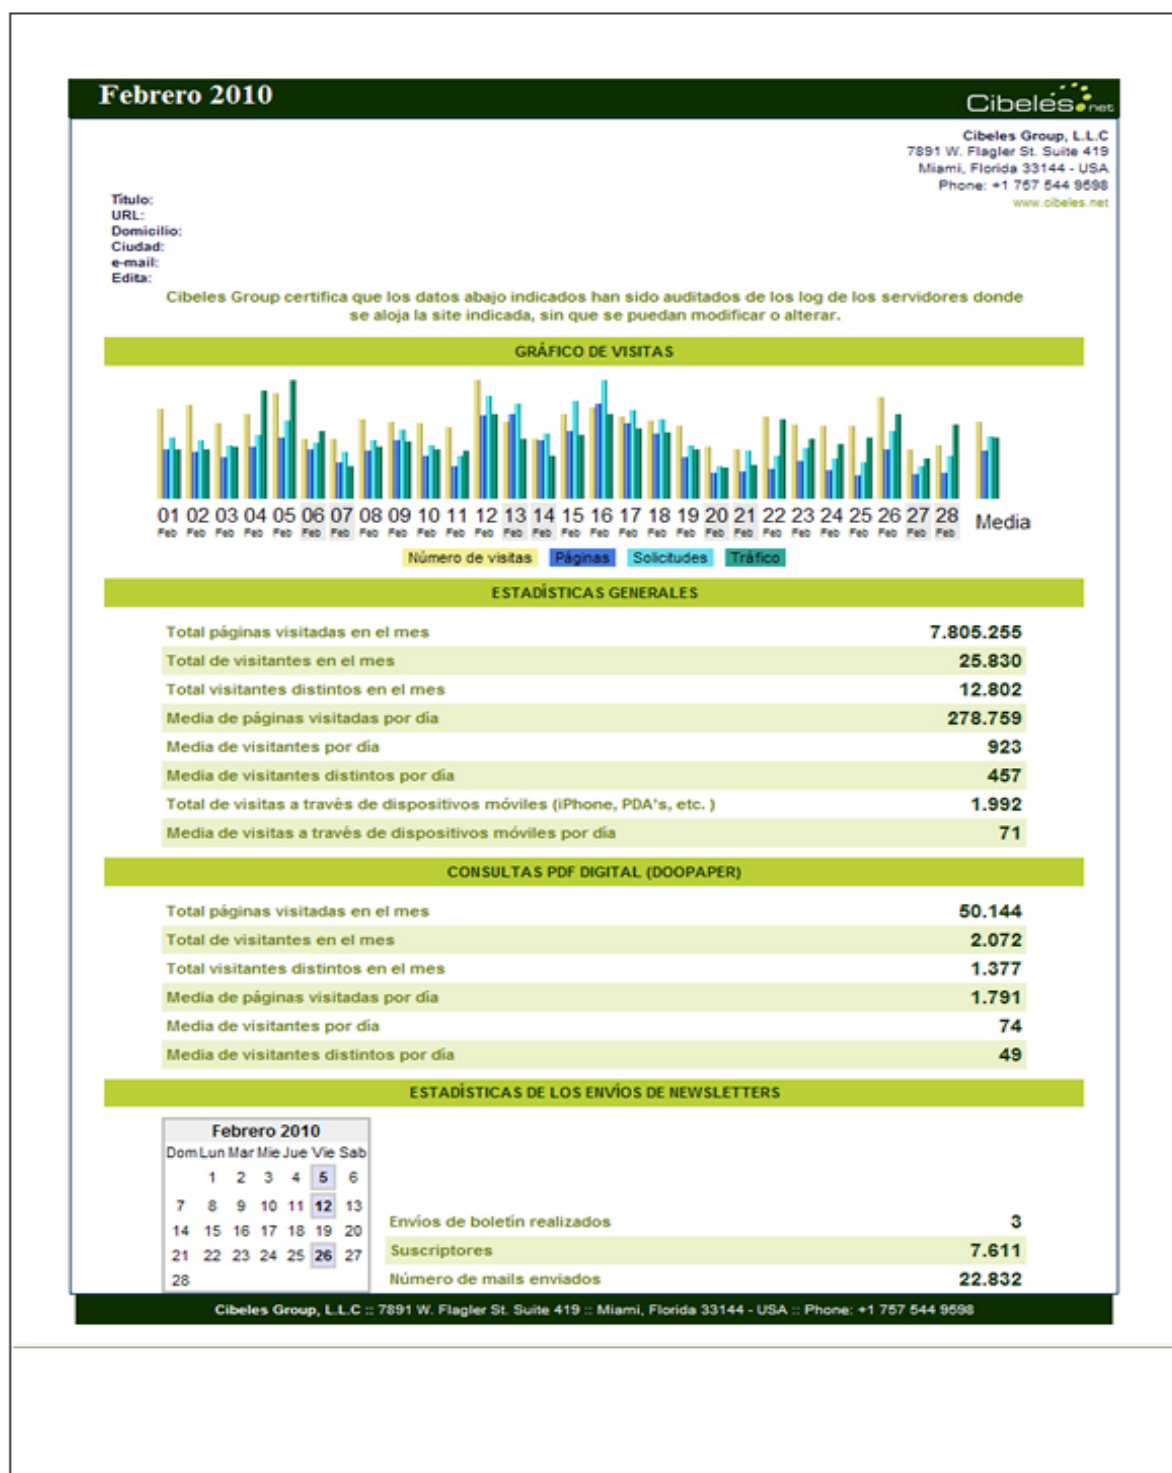 Febrero 2010
Cibeles.net
Cibeles Group, L.L.C
7891 W. Flagler St. Suite 419
Miami, Florida 33144 - USA
Phone: +1 757 544 9598
www.cibeles.net
Título:
URL:
Domicilio:
Ciudad:
e-mail:
Edita:
Cibeles Group certifica que los datos abajo indicados han sido auditados de los log de los servidores donde
se aloja la site indicada, sin que se puedan modificar o alterar.
GRÁFICO DE VISITAS
01 02 03 04 05 06 07 08 09 10 11 12 13 14 15 16 17 18 19 20 21 22 23 24 25 26 27 28 Media
Feb Feb Feb Feb Feb Feb Feb Feb Feb Feb Feb Feb Feb Feb Feb Feb Feb Feb Feb Feb Feb Feb Feb Feb Feb Feb Feb Feb
Número de visitas Páginas Solicitudes Tráfico
ESTADÍSTICAS GENERALES
Total páginas visitadas en el mes 7.805.255
Total de visitantes en el mes 25.830
Total visitantes distintos en el mes 12.802
Media de páginas visitadas por día 278.759
Media de visitantes por día 923
Media de visitantes distintos por día 457
Total de visitas a través de dispositivos móviles (iPhone, PDA's, etc. ) 1.992
Media de visitas a través de dispositivos móviles por día 71
CONSULTAS PDF DIGITAL (DOOPAPER)
Total páginas visitadas en el mes 50.144
Total de visitantes en el mes 2.072
Total visitantes distintos en el mes 1.377
Media de páginas visitadas por día 1.791
Media de visitantes por día 74
Media de visitantes distintos por día 49
ESTADÍSTICAS DE LOS ENVÍOS DE NEWSLETTERS
Febrero 2010
Dom Lun Mar Mie Jue Vie Sab
1 2 3 4 5 6
7 8 9 10 11 12 13
14 15 16 17 18 19 20
21 22 23 24 25 26 27
28
Envíos de boletín realizados 3
Suscriptores 7.611
Número de mails enviados 22.832
Cibeles Group, L.L.C :: 7891 W. Flagler St. Suite 419 :: Miami, Florida 33144 - USA :: Phone: +1 757 544 9598